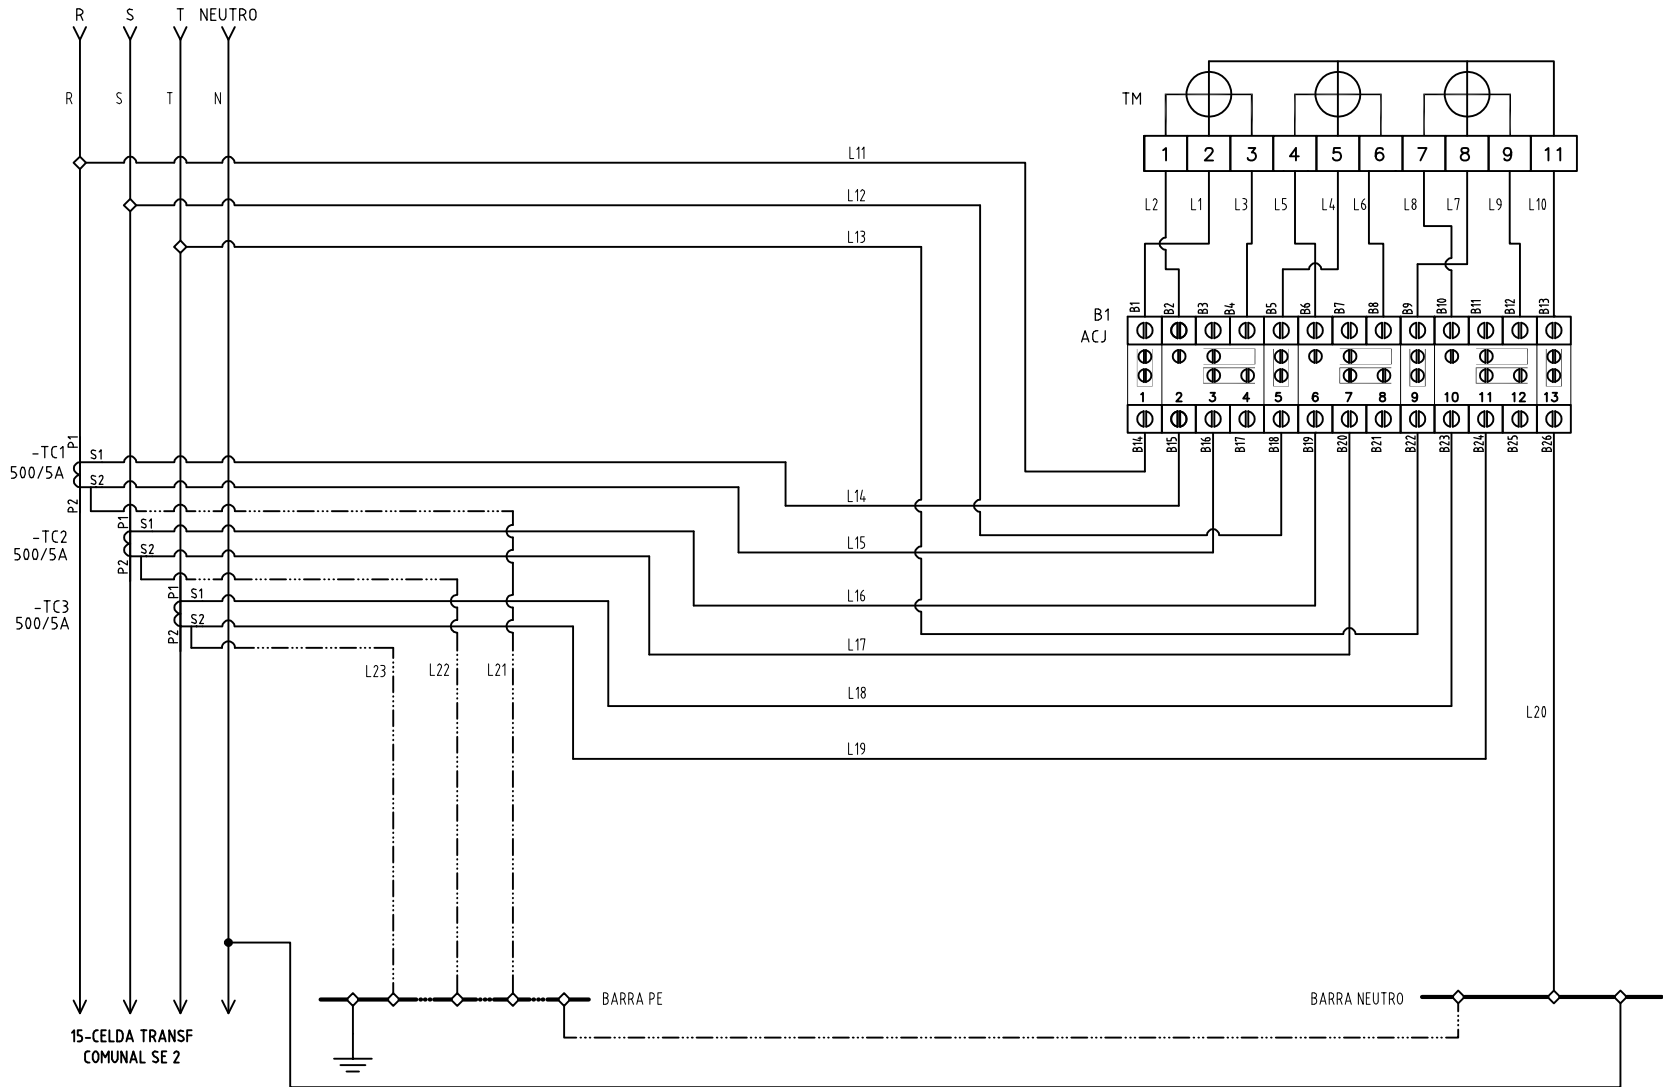 R S T NEUTRO
R S T N
TM
1 2 3 4 5 6 7 8 9 11
L11
L12
L13
L2 L1 L3 L5 L4 L6 L8 L7 L9 L10
B1
ACJ
B1 B2 B3 B4 B5 B6 B7 B8 B9 B10 B11 B12 B13
1 2 3 4 5 6 7 8 9 10 11 12 13
B14 B15 B16 B17 B18 B19 B20 B21 B22 B23 B24 B25 B26
-TC1
500/5A
P1
S1
S2
P2
L14
-TC2
500/5A
P1
S1
S2
P2
L15
-TC3
500/5A
P1
S1
S2
P2
L16
L17
L23 L22 L21
L18
L20
L19
BARRA PE
BARRA NEUTRO
15-CELDA TRANSF
COMUNAL SE 2